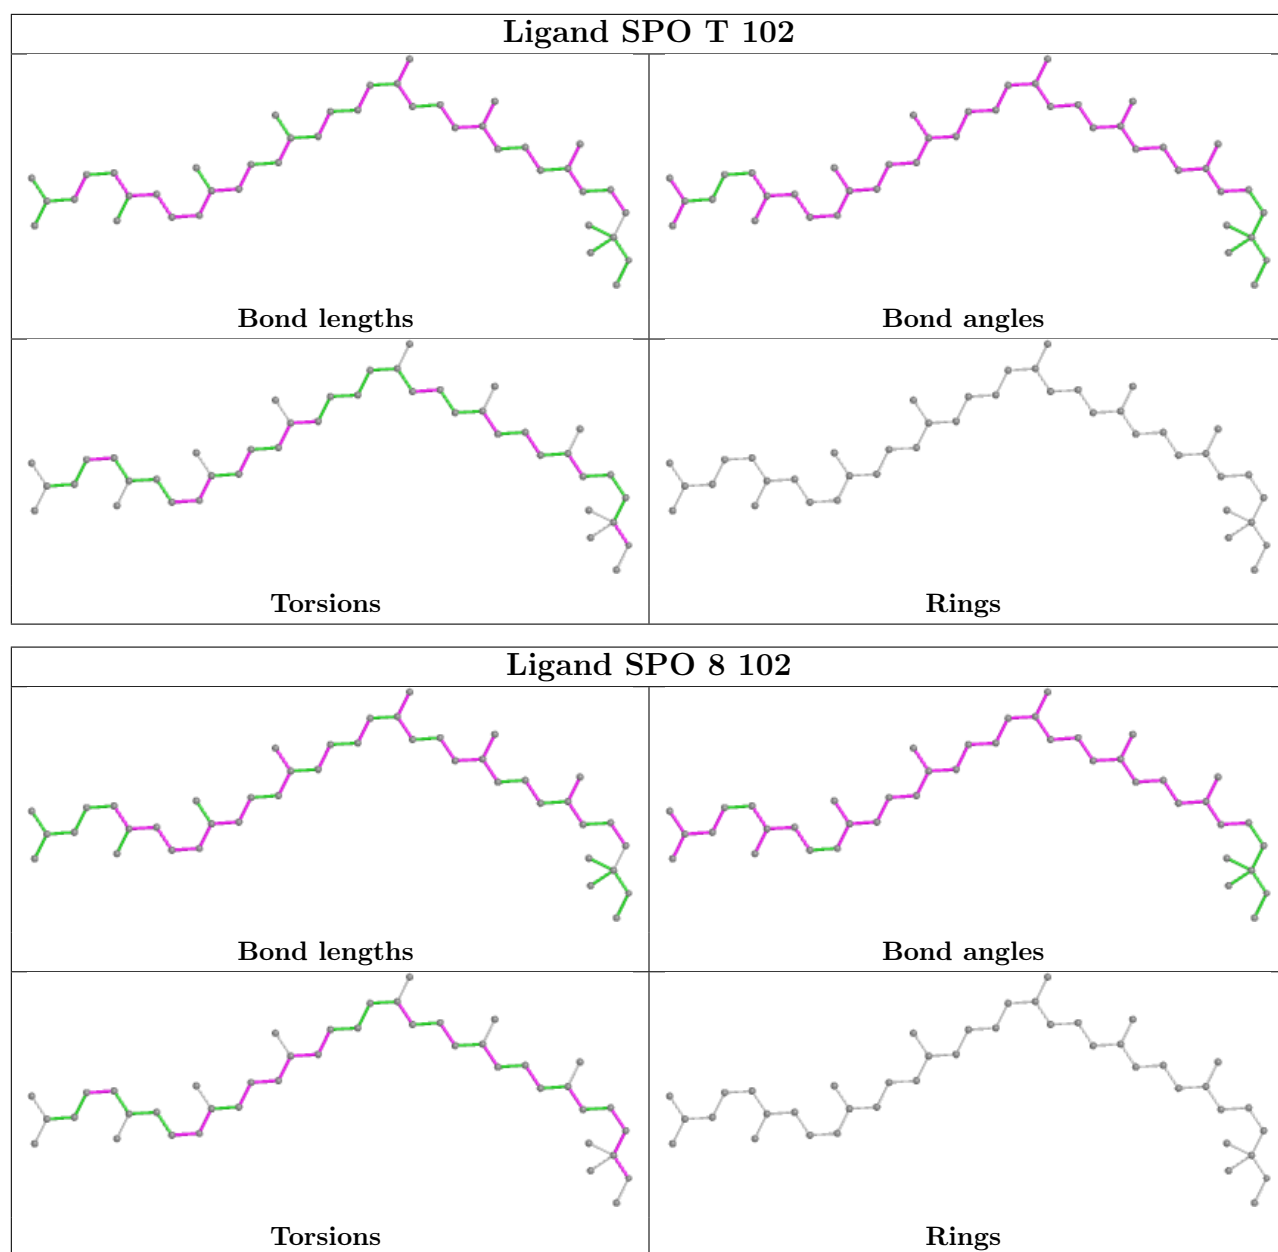 Ligand SPO T 102
Bond lengths
Bond angles
Torsions
Rings
Ligand SPO 8 102
Bond lengths
Bond angles
Torsions
Rings